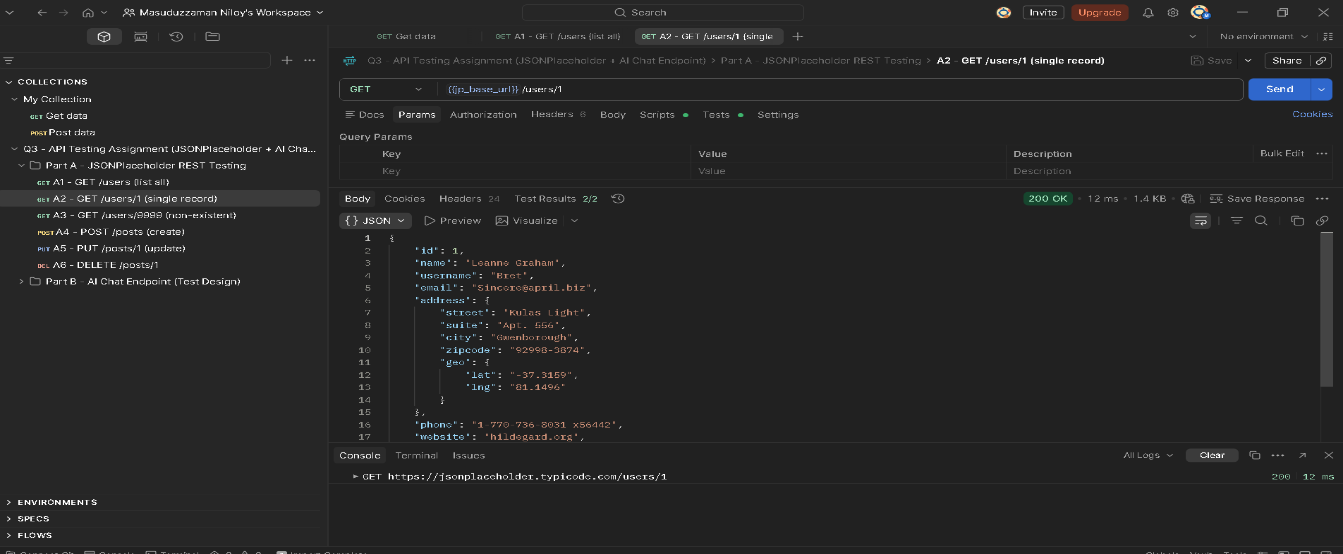 Masuduzzaman Niloy's Workspace
Search
Invite
Upgrade
GET Get data
GET A1 - GET /users (list all)
GET A2 - GET /users/1 (single
No environment
COLLECTIONS
My Collection
GET Get data
POST Post data
Q3 - API Testing Assignment (JSONPlaceholder + AI Cha...
Part A - JSONPlaceholder REST Testing
GET A1 - GET /users (list all)
GET A2 - GET /users/1 (single record)
GET A3 - GET /users/9999 (non-existent)
POST A4 - POST /posts (create)
PUT A5 - PUT /posts/1 (update)
DEL A6 - DELETE /posts/1
Part B - AI Chat Endpoint (Test Design)
ENVIRONMENTS
SPECS
FLOWS
Q3 - API Testing Assignment (JSONPlaceholder + AI Chat Endpoint) > Part A - JSONPlaceholder REST Testing > A2 - GET /users/1 (single record)
Save
Share
GET
{{jp_base_url}} /users/1
Send
Docs Params Authorization Headers 6 Body Scripts Tests Settings
Cookies
Query Params
Key Value Description Bulk Edit
Key Value Description
Body Cookies Headers 24 Test Results 2/2
200 OK 12 ms 1.4 KB Save Response
{} JSON Preview Visualize
1 {
2 "id": 1,
3 "name": "Leanne Graham",
4 "username": "Bret",
5 "email": "Sincere@april.biz",
6 "address": {
7 "street": "Kulas Light",
8 "suite": "Apt. 556",
9 "city": "Gwenborough",
10 "zipcode": "92998-3874",
11 "geo": {
12 "lat": "-37.3159",
13 "lng": "81.1496"
14 }
15 },
16 "phone": "1-770-736-8031 x56442",
17 "website": "hildegard.org",
Console Terminal Issues
All Logs Clear
GET https://jsonplaceholder.typicode.com/users/1
200 12 ms